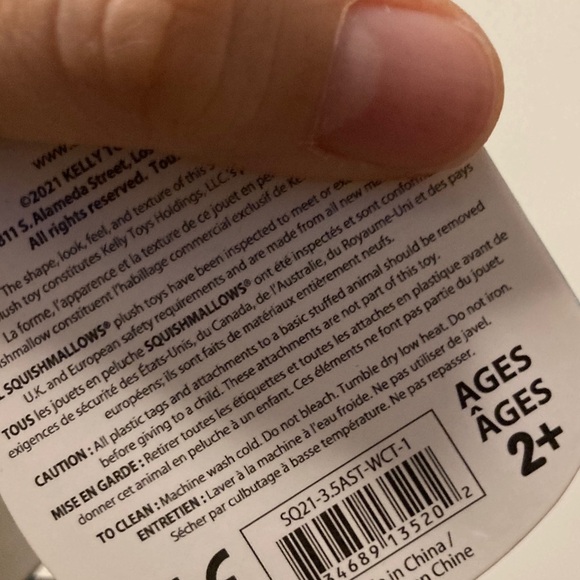 www.
©2021 KELLY TO
811 S. Alameda Street, Los
All rights reserved. Tou
The shape, look, feel, and texture of this S
ush toy constitutes Kelly Toys Holdings, LLC.'s
La forme, l'apparence et la texture de ce jouet en pe
shmallow constituent l'habillage commercial exclusif de Ke
L SQUISHMALLOWS® plush toys have been inspected to meet or ex
U.K. and European safety requirements and are made from all new ma
TOUS les jouets en peluche SQUISHMALLOWS® ont été inspectés et sont conform
exigences de sécurité des États-Unis, du Canada, de l'Australie, du Royaume-Uni et des pays
européens; ils sont faits de matériaux entièrement neufs.
CAUTION : All plastic tags and attachments to a basic stuffed animal should be removed
before giving to a child. These attachments are not part of this toy.
MISE EN GARDE : Retirer toutes les étiquettes et toutes les attaches en plastique avant de
donner cet animal en peluche à un enfant. Ces éléments ne font pas partie du jouet.
TO CLEAN : Machine wash cold. Do not bleach. Tumble dry low heat. Do not iron.
ENTRETIEN : Laver à la machine à l'eau froide. Ne pas utiliser de javel.
Sécher par culbutage à basse température. Ne pas repasser.
AGES
ÂGES
2+
SQ21-3.5AST-WCT-1
34689 13520 2
in China /
Chine